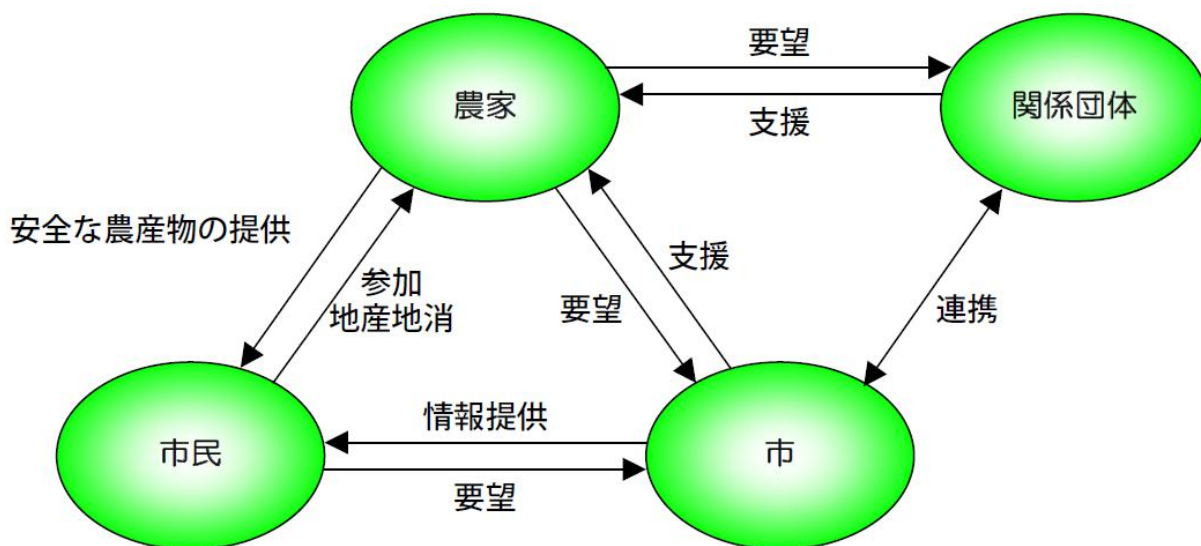 要望
農家
関係団体
支援
安全な農産物の提供
支援
参加
地産地消
要望
連携
情報提供
市民
市
要望